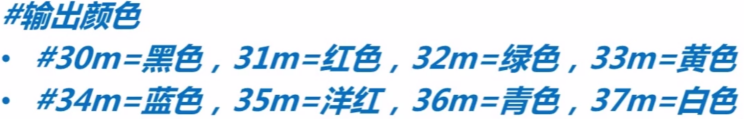 #输出颜色
• #30m=黑色，31m=红色，32m=绿色，33m=黄色
• #34m=蓝色，35m=洋红，36m=青色，37m=白色